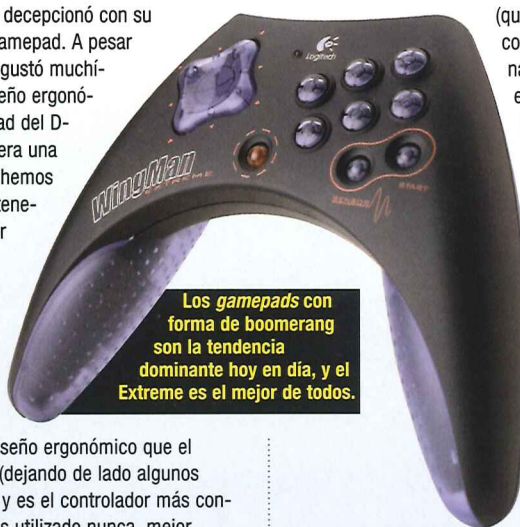 decepcionó con su
amepad. A pesar
gustó muchí-
eño ergonó-
ad del D-
era una
hemos
tene-
r
(qu
co
na
e
Logitech
WingMan
EXTREME
START
Los gamepads con
forma de boomerang
son la tendencia
dominante hoy en día, y el
Extreme es el mejor de todos.
seño ergonómico que el
(dejando de lado algunos
y es el controlador más con-
s utilizado nunca, mejor